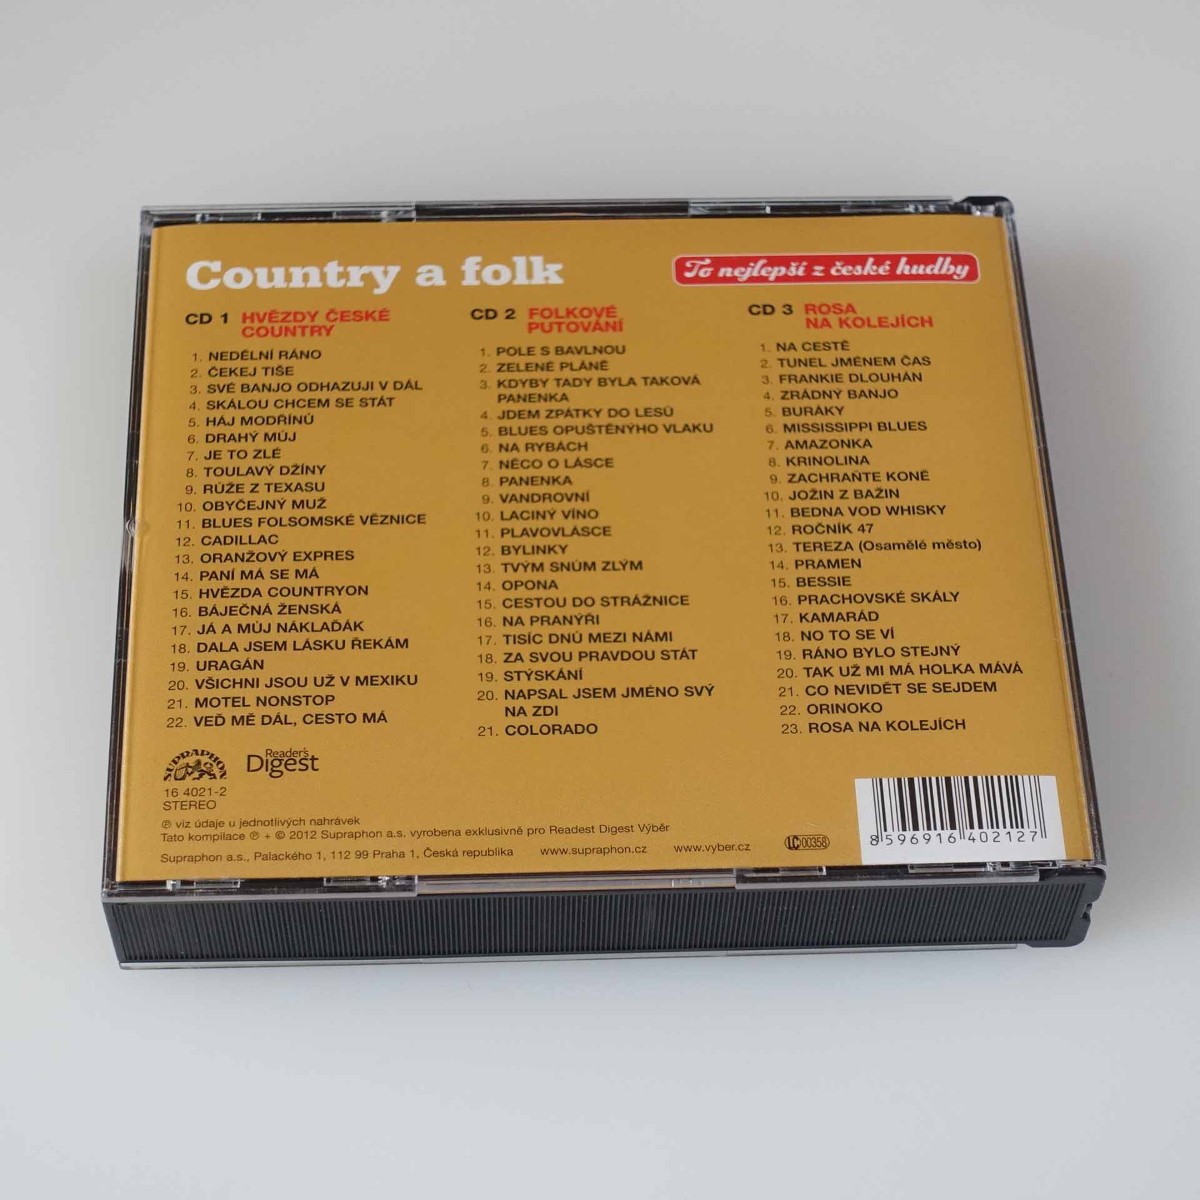 Country a folk
To nejlepší z české hudby
CD 1 HVĚZDY ČESKÉ
COUNTRY
1. NEDĚLNÍ RÁNO
2. ČEKEJ TIŠE
3. SVÉ BANJO ODHAZUJI V DÁL
4. SKÁLOU CHCEM SE STÁT
5. HÁJ MODŘÍNŮ
6. DRAHÝ MŮJ
7. JE TO ZLÉ
8. TOULAVÝ DŽÍNY
9. RŮŽE Z TEXASU
10. OBYČEJNÝ MUŽ
11. BLUES FOLSOMSKÉ VĚZNICE
12. CADILLAC
13. ORANŽOVÝ EXPRES
14. PANÍ MÁ SE MÁ
15. HVĚZDA COUNTRYON
16. BÁJEČNÁ ŽENSKÁ
17. JÁ A MŮJ NÁKLAĎÁK
18. DALA JSEM LÁSKU ŘEKÁM
19. URAGÁN
20. VŠICHNI JSOU UŽ V MEXIKU
21. MOTEL NONSTOP
22. VEĎ MĚ DÁL, CESTO MÁ
CD 2 FOLKOVÉ
PUTOVÁNÍ
1. POLE S BAVLNOU
2. ZELENÉ PLÁNĚ
3. KDYBY TADY BYLA TAKOVÁ
PANENKA
4. JDEM ZPÁTKY DO LESŮ
5. BLUES OPUŠTĚNÝHO VLAKU
6. NA RYBÁCH
7. NĚCO O LÁSCE
8. PANENKA
9. VANDROVNÍ
10. LACINÝ VÍNO
11. PLAVOVLÁSCE
12. BYLINKY
13. TVÝM SNŮM ZLÝM
14. OPONA
15. CESTOU DO STRÁŽNICE
16. NA PRANÝŘI
17. TISÍC DNŮ MEZI NÁMI
18. ZA SVOU PRAVDOU STÁT
19. STÝSKÁNÍ
20. NAPSAL JSEM JMÉNO SVÝ
NA ZDI
21. COLORADO
CD 3 ROSA
NA KOLEJÍCH
1. NA CESTĚ
2. TUNEL JMÉNEM ČAS
3. FRANKIE DLOUHÁN
4. ZRÁDNÝ BANJO
5. BURÁKY
6. MISSISSIPPI BLUES
7. AMAZONKA
8. KRINOLINA
9. ZACHRAŇTE KONĚ
10. JOŽIN Z BAŽIN
11. BEDNA VOD WHISKY
12. ROČNÍK 47
13. TEREZA (Osamělé město)
14. PRAMEN
15. BESSIE
16. PRACHOVSKÉ SKÁLY
17. KAMARÁD
18. NO TO SE VÍ
19. RÁNO BYLO STEJNÝ
20. TAK UŽ MI MÁ HOLKA MÁVÁ
21. CO NEVIDĚT SE SEJDEM
22. ORINOKO
23. ROSA NA KOLEJÍCH
SUPRAPHON
Reader's
Digest
16 4021-2
STEREO
℗ viz údaje u jednotlivých nahrávek
Tato kompilace ℗ + © 2012 Supraphon a.s. vyrobena exklusivně pro Readest Digest Výběr
Supraphon a.s., Palackého 1, 112 99 Praha 1, Česká republika www.supraphon.cz www.vyber.cz
LC 00358
8 596916 402127